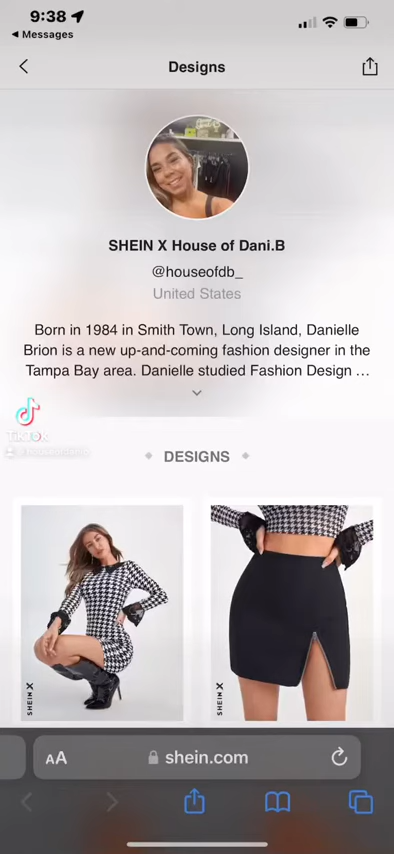 9:38
Messages
Designs
SHEIN X House of Dani.B
@houseofdb_
United States
Born in 1984 in Smith Town, Long Island, Danielle
Brion is a new up-and-coming fashion designer in the
Tampa Bay area. Danielle studied Fashion Design ...
TikTok
DESIGNS
SHEIN X
SHEIN X
AA
shein.com